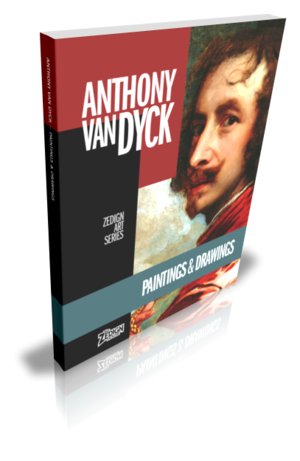 ANTHONY
VAN DYCK
ZEDIGN
ART
SERIES
PAINTINGS & DRAWINGS
ZEDIGN
ANTHONY VAN DYCK - PAINTINGS & DRAWINGS